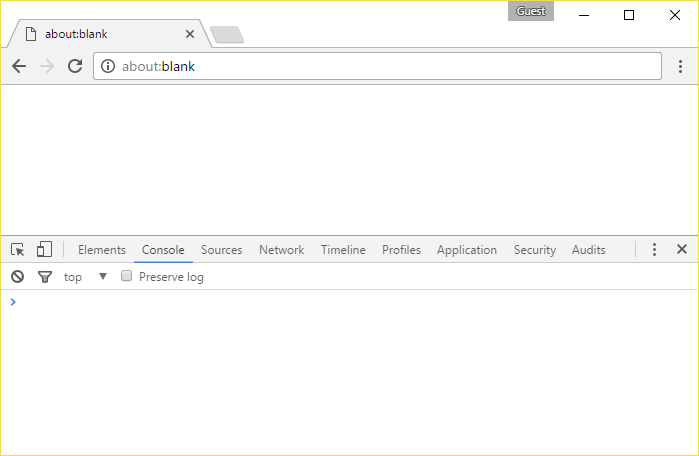 Guest
about:blank
about:blank
Elements Console Sources Network Timeline Profiles Application Security Audits
top Preserve log